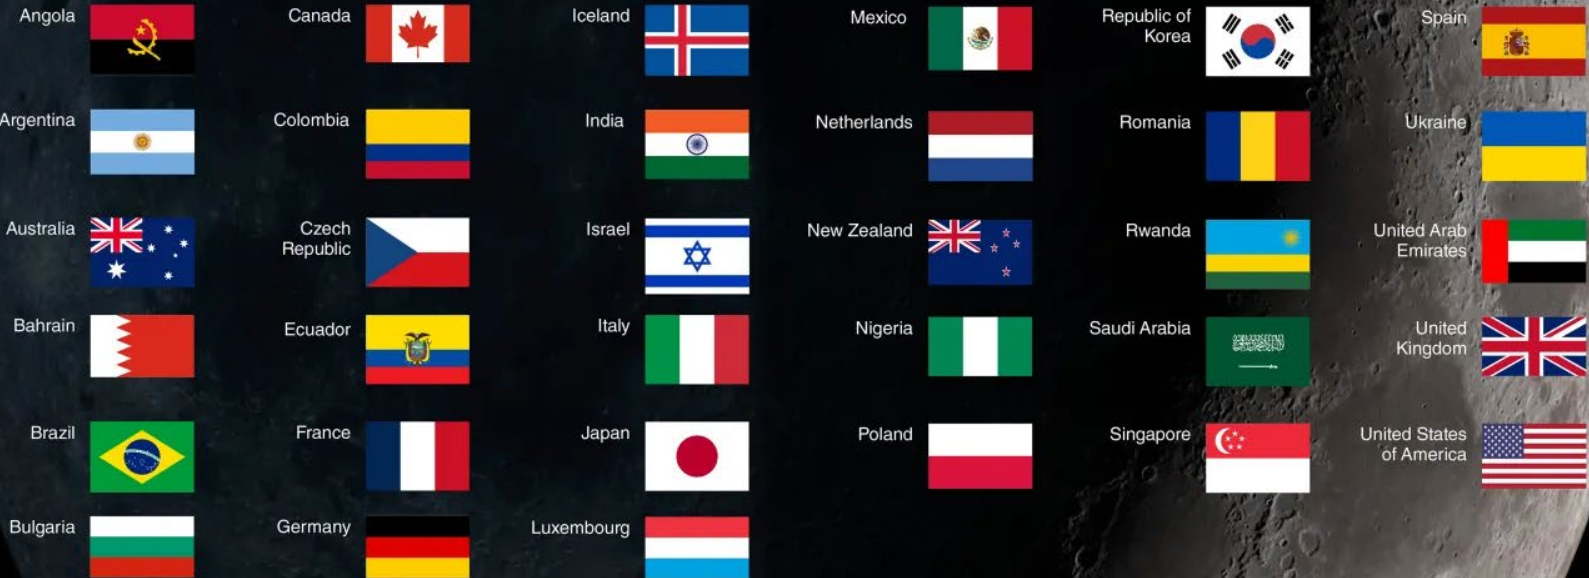 Angola
Argentina
Australia
Bahrain
Brazil
Bulgaria
Canada
Colombia
Czech
Republic
Ecuador
France
Germany
Iceland
India
Israel
Italy
Japan
Luxembourg
Mexico
Netherlands
New Zealand
Nigeria
Poland
Republic of
Korea
Romania
Rwanda
Saudi Arabia
Singapore
Spain
Ukraine
United Arab
Emirates
United
Kingdom
United States
of America